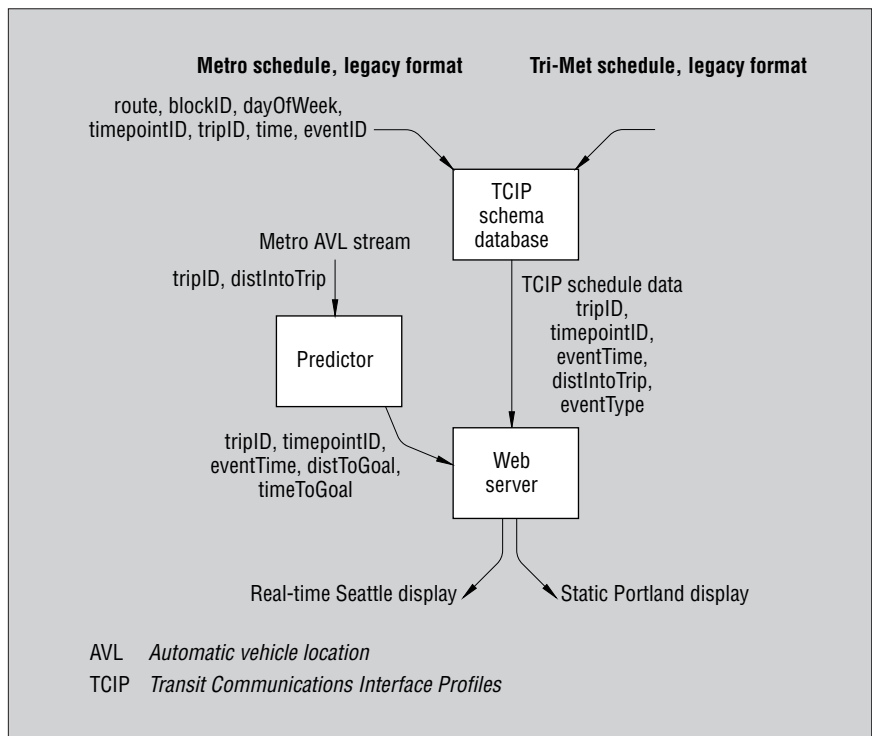 Metro schedule, legacy format
Tri-Met schedule, legacy format
route, blockID, dayOfWeek,
timepointID, tripID, time, eventID
TCIP
schema
database
Metro AVL stream
tripID, distIntoTrip
TCIP schedule data
tripID,
timepointID,
eventTime,
distIntoTrip,
eventType
Predictor
tripID, timepointID,
eventTime, distToGoal,
timeToGoal
Web
server
Real-time Seattle display
Static Portland display
AVL Automatic vehicle location
TCIP Transit Communications Interface Profiles